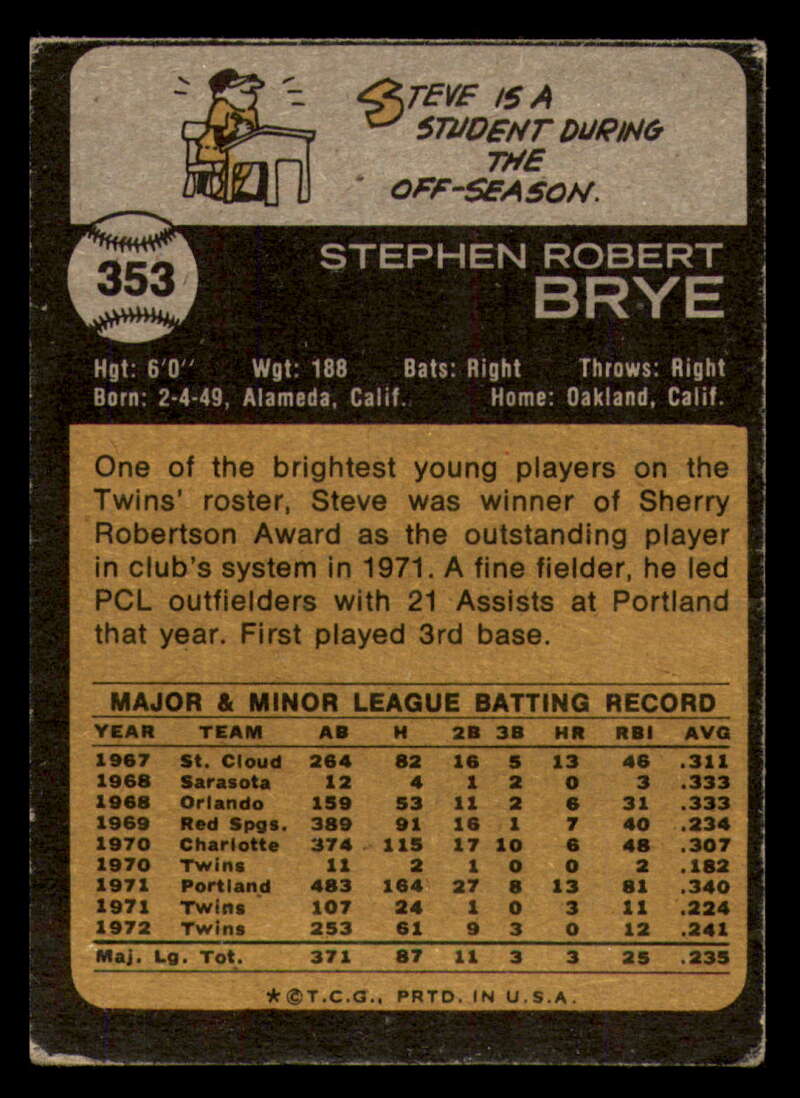 STEVE IS A
STUDENT DURING
THE
OFF-SEASON.
353
STEPHEN ROBERT
BRYE
Hgt: 6'0" Wgt: 188 Bats: Right Throws: Right
Born: 2-4-49, Alameda, Calif. Home: Oakland, Calif.
One of the brightest young players on the
Twins' roster, Steve was winner of Sherry
Robertson Award as the outstanding player
in club's system in 1971. A fine fielder, he led
PCL outfielders with 21 Assists at Portland
that year. First played 3rd base.
MAJOR & MINOR LEAGUE BATTING RECORD
YEAR TEAM AB H 2B 3B HR RBI AVG
1967 St. Cloud 264 82 16 5 13 46 .311
1968 Sarasota 12 4 1 2 0 3 .333
1968 Orlando 159 53 11 2 6 31 .333
1969 Red Spgs. 389 91 16 1 7 40 .234
1970 Charlotte 374 115 17 10 6 48 .307
1970 Twins 11 2 1 0 0 2 .182
1971 Portland 483 164 27 8 13 81 .340
1971 Twins 107 24 1 0 3 11 .224
1972 Twins 253 61 9 3 0 12 .241
Maj. Lg. Tot. 371 87 11 3 3 25 .235
*©T.C.G., PRTD. IN U.S.A.